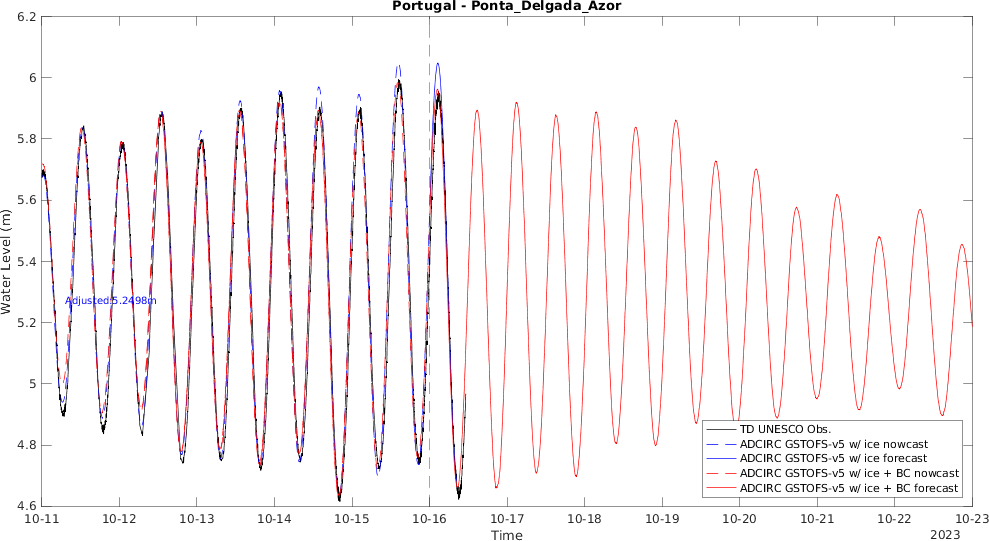 Portugal - Ponta_Delgada_Azor
6.2
6
5.8
5.6
5.4
5.2
5
4.8
4.6
Water Level (m)
Adjusted:5.2498m
TD UNESCO Obs.
ADCIRC GSTOFS-v5 w/ ice nowcast
ADCIRC GSTOFS-v5 w/ ice forecast
ADCIRC GSTOFS-v5 w/ ice + BC nowcast
ADCIRC GSTOFS-v5 w/ ice + BC forecast
10-11 10-12 10-13 10-14 10-15 10-16 10-17 10-18 10-19 10-20 10-21 10-22 10-23
Time
2023